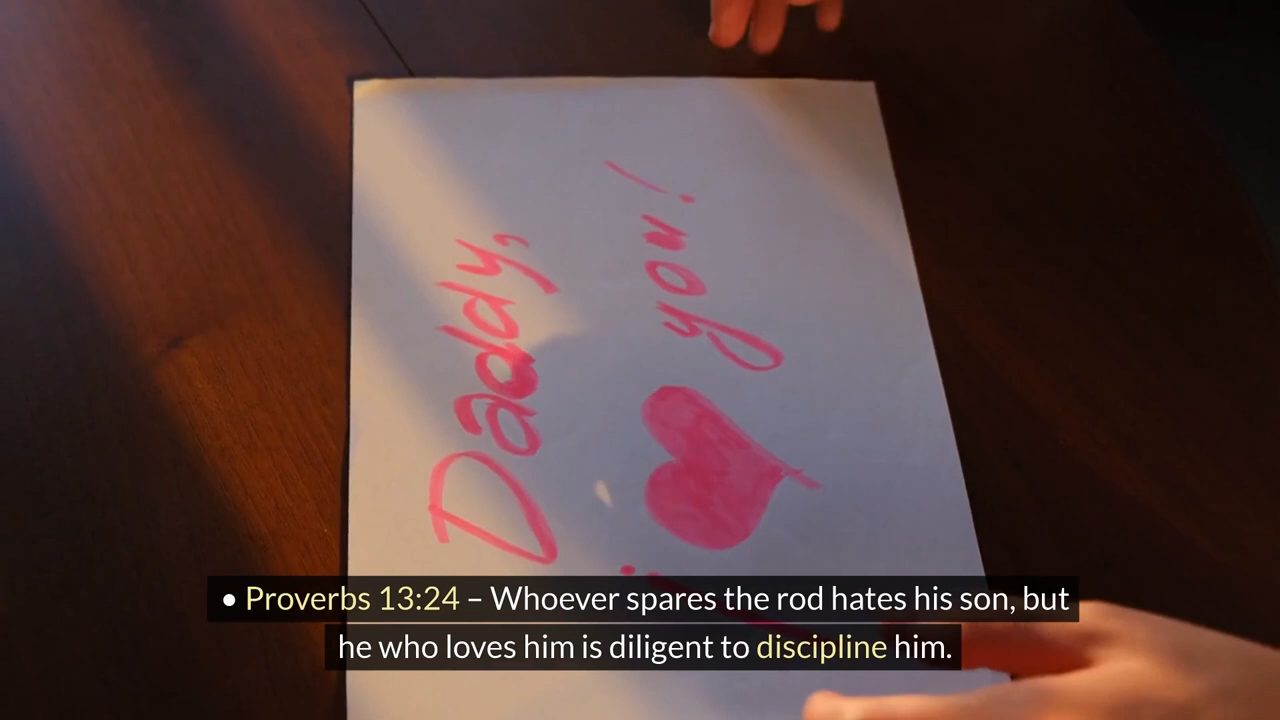 Daddy,
i ♥ you!
• Proverbs 13:24 – Whoever spares the rod hates his son, but
he who loves him is diligent to discipline him.